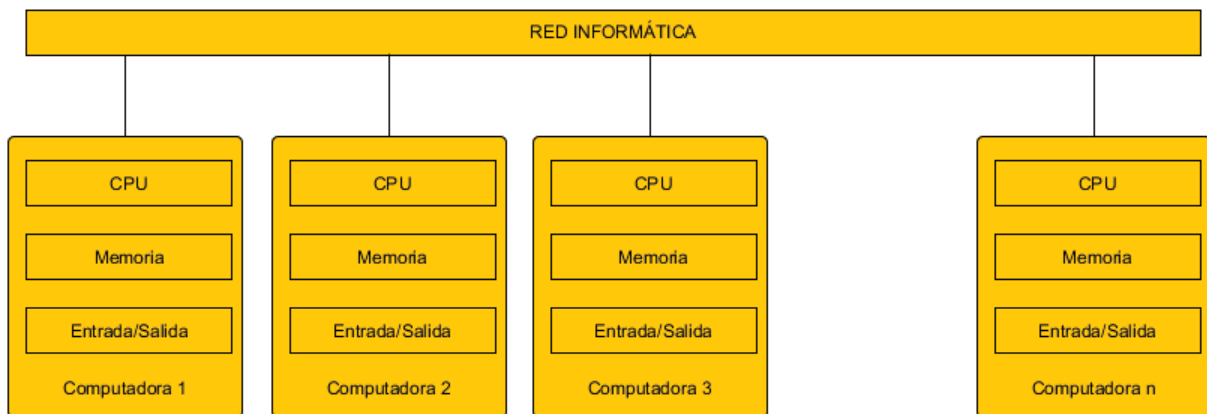 RED INFORMÁTICA
CPU
Memoria
Entrada/Salida
Computadora 1
CPU
Memoria
Entrada/Salida
Computadora 2
CPU
Memoria
Entrada/Salida
Computadora 3
CPU
Memoria
Entrada/Salida
Computadora n